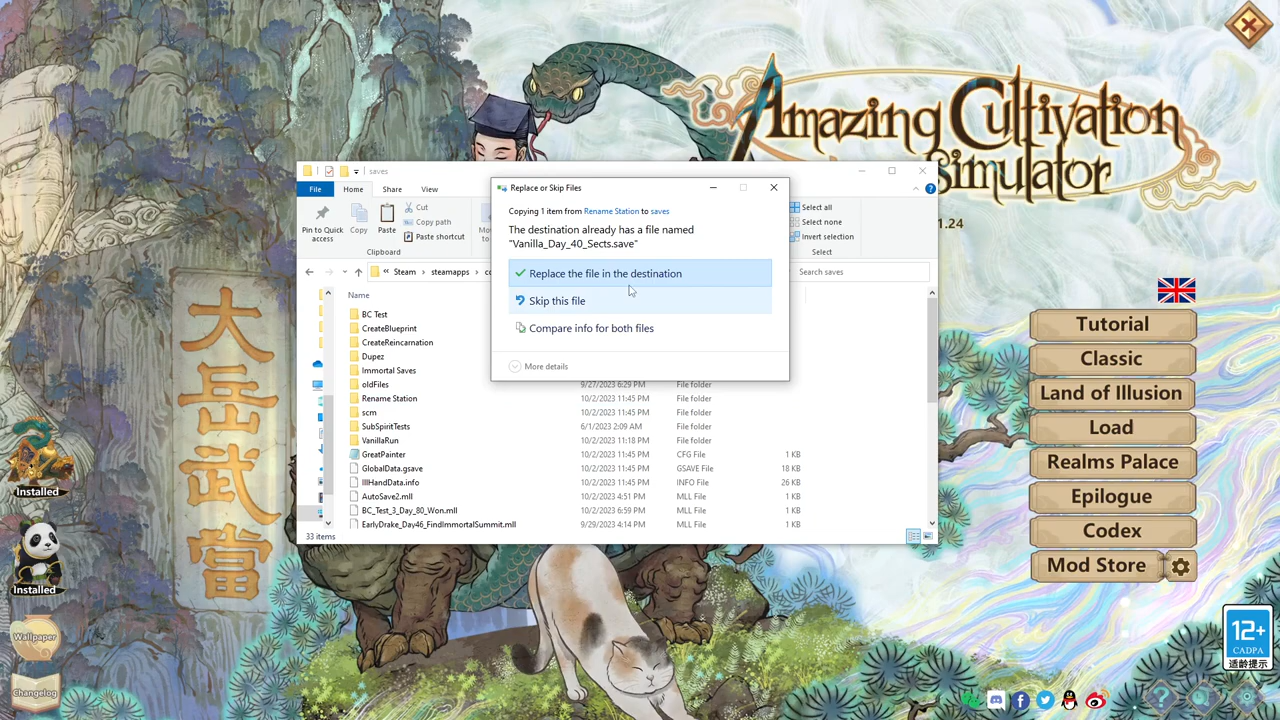 Amazing Cultivation
Simulator
1.24
saves
File
Home
Share
View
Pin to Quick
access
Copy
Paste
Cut
Copy path
Paste shortcut
Clipboard
Select all
Select none
Invert selection
Select
Steam
steamapps
Search saves
Replace or Skip Files
Copying 1 item from Rename Station to saves
The destination already has a file named
"Vanilla_Day_40_Sects.save"
Replace the file in the destination
Skip this file
Compare info for both files
More details
Name
BC Test
CreateBlueprint
CreateReincarnation
Dupez
Immortal Saves
oldFiles 9/27/2023 6:29 PM File folder
Rename Station 10/2/2023 11:45 PM File folder
scm 10/2/2023 11:45 PM File folder
SubSpiritTests 6/1/2023 2:09 AM File folder
VanillaRun 10/2/2023 11:18 PM File folder
GreatPainter 10/2/2023 11:45 PM CFG File 1 KB
GlobalData.gsave 10/2/2023 11:45 PM GSAVE File 18 KB
IllHandData.info 10/2/2023 11:45 PM INFO File 26 KB
AutoSave2.mll 10/2/2023 4:51 PM MLL File 1 KB
BC_Test_3_Day_80_Won.mll 10/2/2023 6:59 PM MLL File 1 KB
EarlyDrake_Day46_FindImmortalSummit.mll 9/29/2023 4:14 PM MLL File 1 KB
33 items
大岳武當
Installed
Installed
Wallpaper
Changelog
Tutorial
Classic
Land of Illusion
Load
Realms Palace
Epilogue
Codex
Mod Store
12+
CADPA
适龄提示